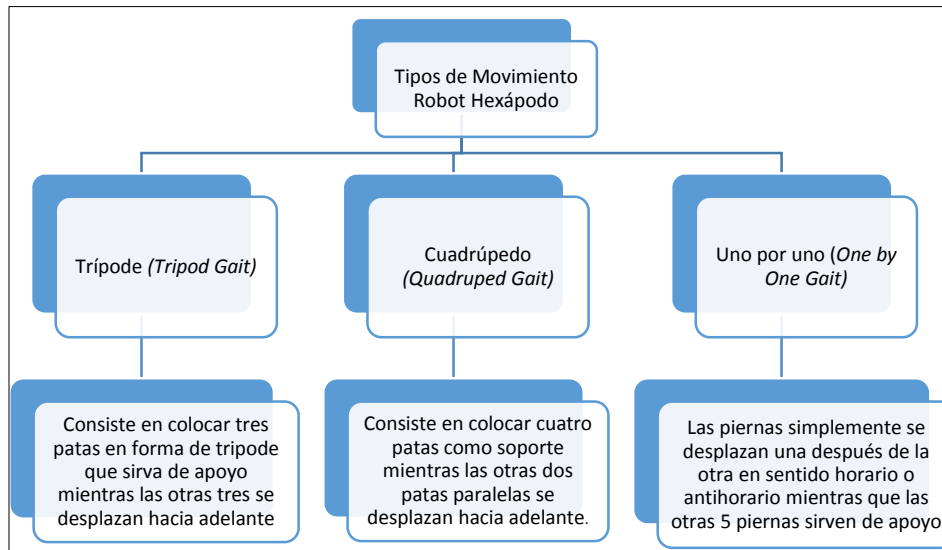 Tipos de Movimiento
Robot Hexápodo
Trípode (Tripod Gait)
Cuadrúpedo
(Quadruped Gait)
Uno por uno (One by
One Gait)
Consiste en colocar tres
patas en forma de tripode
que sirva de apoyo
mientras las otras tres se
desplazan hacia adelante
Consiste en colocar cuatro
patas como soporte
mientras las otras dos
patas paralelas se
desplazan hacia adelante.
Las piernas simplemente se
desplazan una después de la
otra en sentido horario o
antihorario mientras que las
otras 5 piernas sirven de apoyo